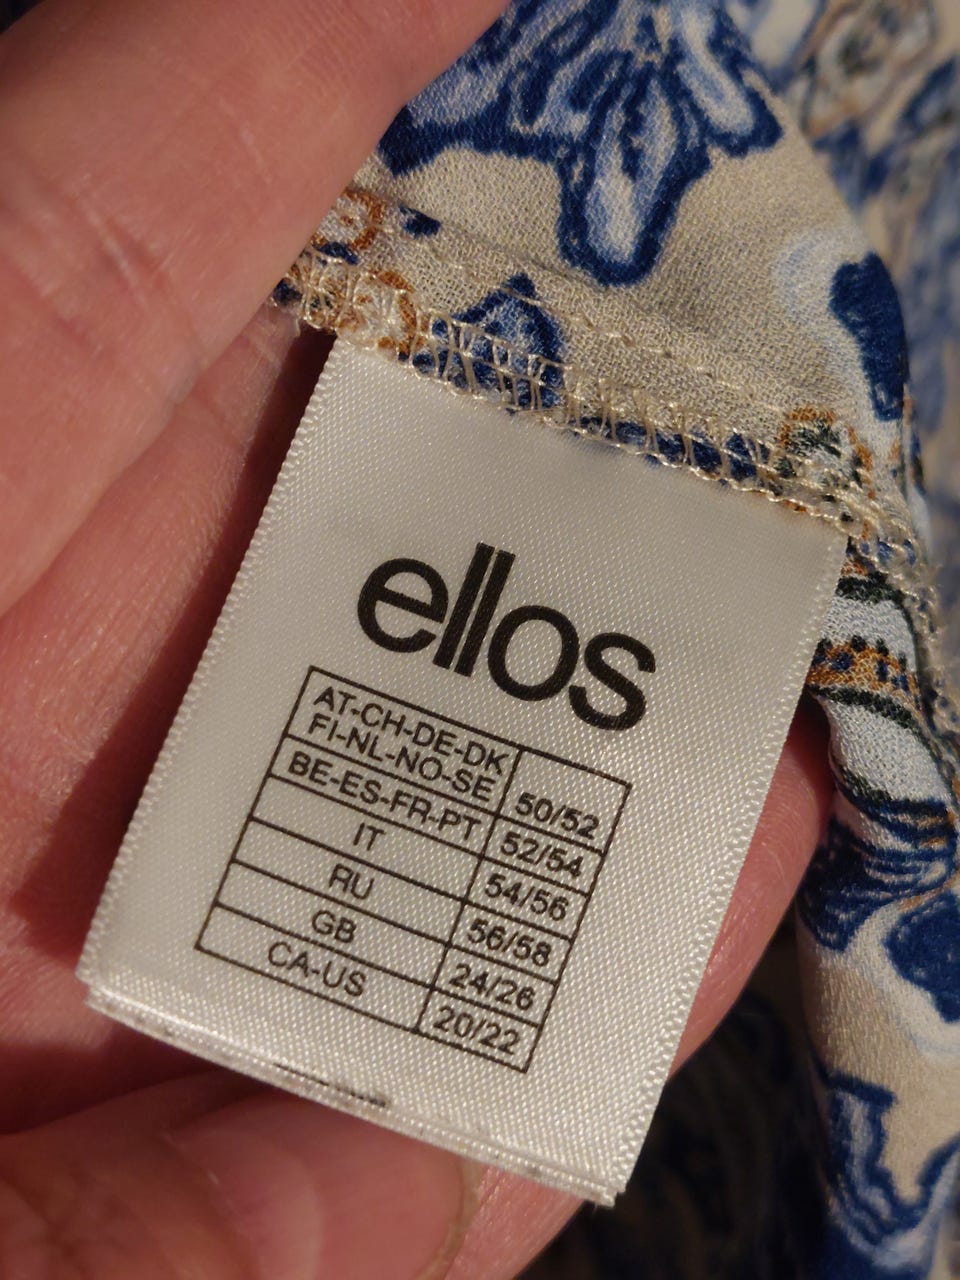 ellos
AT-CH-DE-DK
FI-NL-NO-SE 50/52
BE-ES-FR-PT 52/54
IT 54/56
RU 56/58
GB 24/26
CA-US 20/22